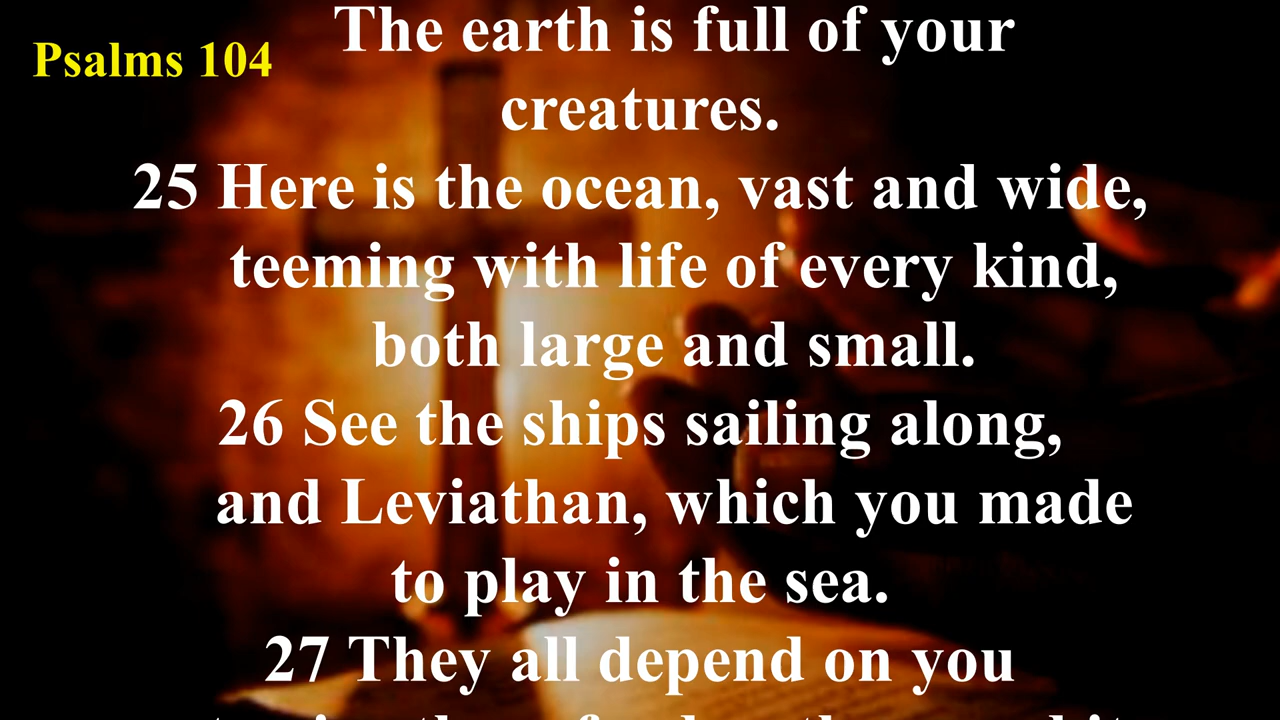 Psalms 104
The earth is full of your
creatures.
25 Here is the ocean, vast and wide,
teeming with life of every kind,
both large and small.
26 See the ships sailing along,
and Leviathan, which you made
to play in the sea.
27 They all depend on you